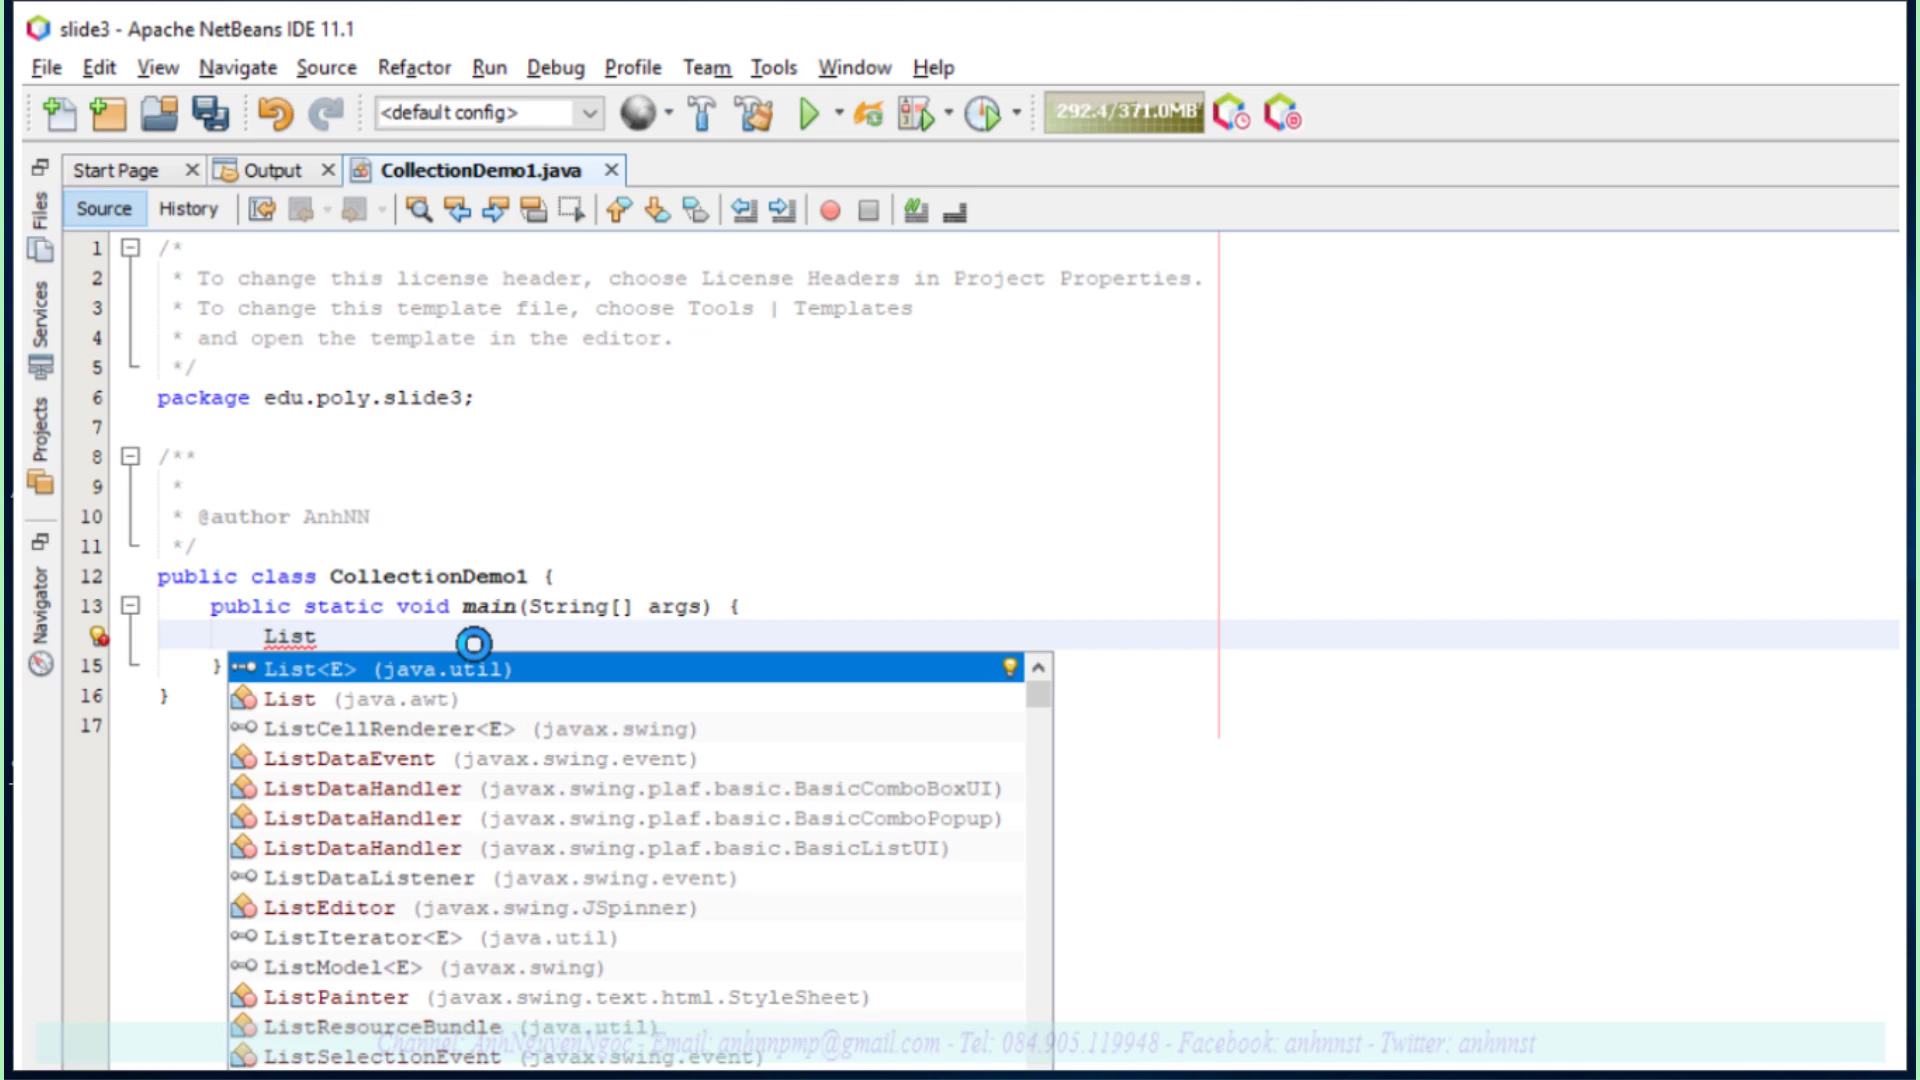 slide3 - Apache NetBeans IDE 11.1
File Edit View Navigate Source Refactor Run Debug Profile Team Tools Window Help
<default config> 292.4/371.0MB
Start Page Output CollectionDemo1.java
Source History
Files
Services
Projects
Navigator
1 /*
2 * To change this license header, choose License Headers in Project Properties.
3 * To change this template file, choose Tools | Templates
4 * and open the template in the editor.
5 */
6 package edu.poly.slide3;
7
8 /**
9 *
10 * @author AnhNN
11 */
12 public class CollectionDemo1 {
13 public static void main(String[] args) {
List
15 }
16 }
17
List<E> (java.util)
List (java.awt)
ListCellRenderer<E> (javax.swing)
ListDataEvent (javax.swing.event)
ListDataHandler (javax.swing.plaf.basic.BasicComboBoxUI)
ListDataHandler (javax.swing.plaf.basic.BasicComboPopup)
ListDataHandler (javax.swing.plaf.basic.BasicListUI)
ListDataListener (javax.swing.event)
ListEditor (javax.swing.JSpinner)
ListIterator<E> (java.util)
ListModel<E> (javax.swing)
ListPainter (javax.swing.text.html.StyleSheet)
ListResourceBundle (java.util)
Channel: AnhNguyenNgoc - Email: anhnnpmp@gmail.com - Tel: 084.905.119948 - Facebook: anhnnst - Twitter: anhnnst
ListSelectionEvent (javax.swing.event)